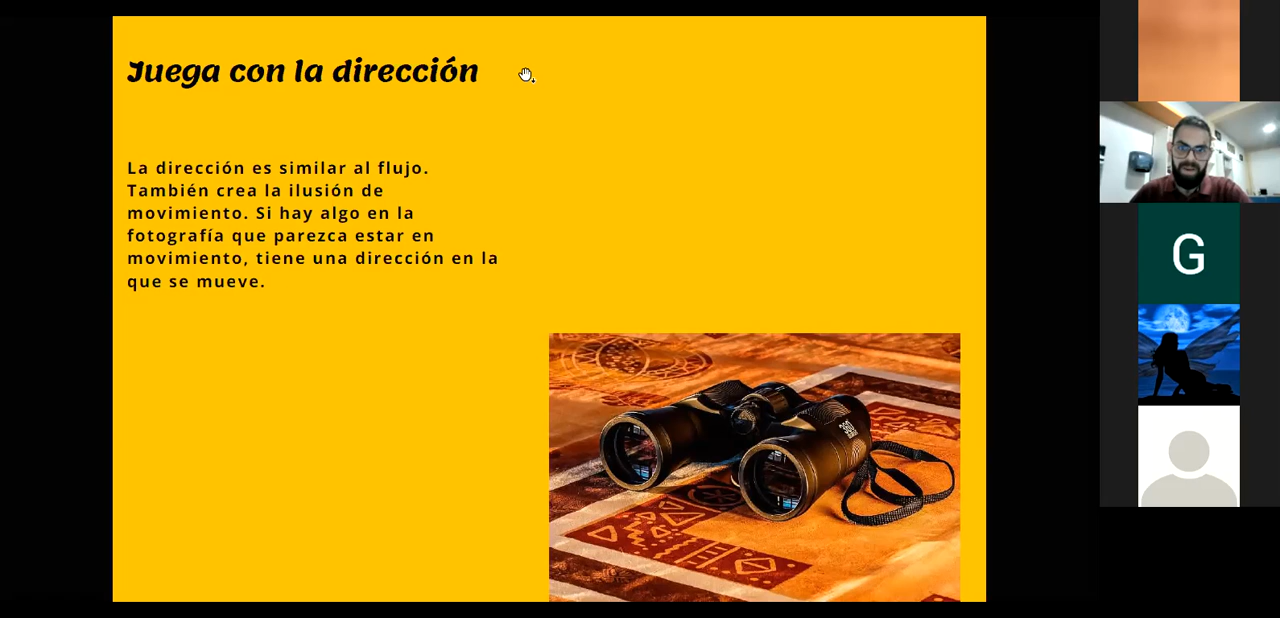 Juega con la dirección
La dirección es similar al flujo.
También crea la ilusión de
movimiento. Si hay algo en la
fotografía que parezca estar en
movimiento, tiene una dirección en la
que se mueve.
G